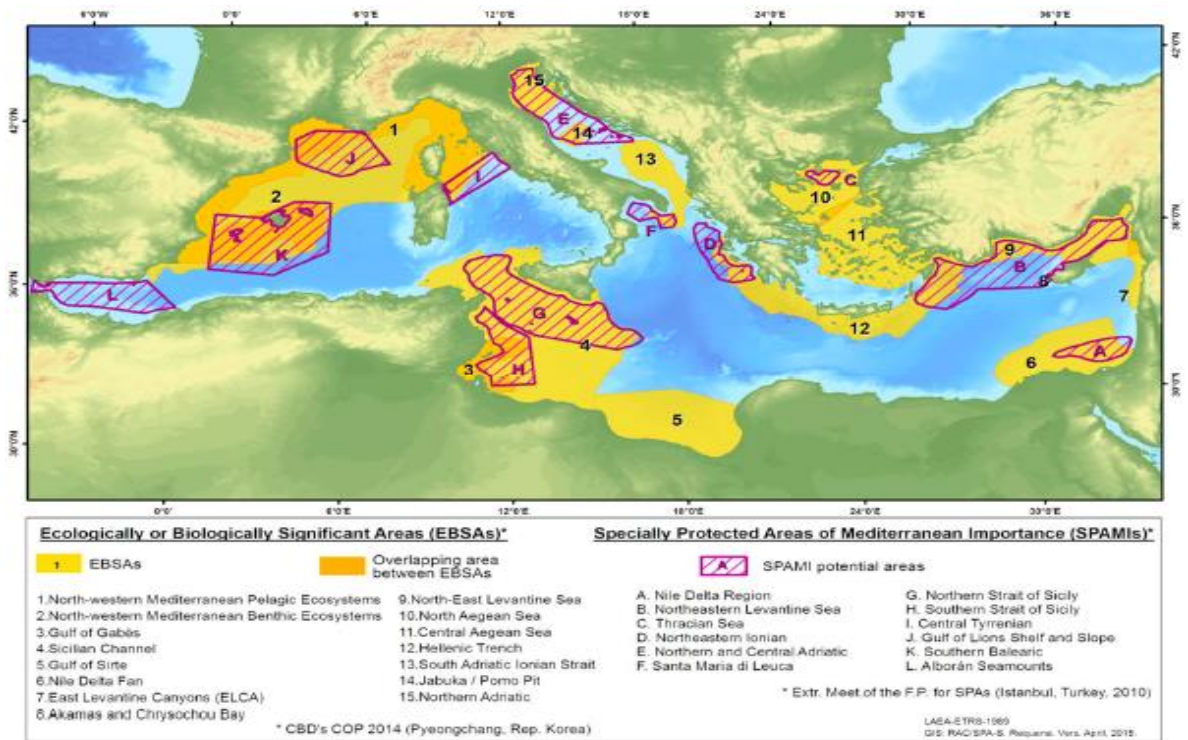 6°0'W 0°0' 6°0'E 12°0'E 18°0'E 24°0'E 30°0'E 36°0'E
42°0'N
42°0'N
36°0'N
36°0'N
30°0'N
30°0'N
15
1
E
14
J
13
I
C
2
10
F
11
K
D
9
B
8
L
7
G
12
4
A
3
H
6
5
0°0' 6°0'E 12°0'E 18°0'E 24°0'E 30°0'E
Ecologically or Biologically Significant Areas (EBSAs)*
1 EBSAs
Overlapping area
between EBSAs
1.North-western Mediterranean Pelagic Ecosystems
2.North-western Mediterranean Benthic Ecosystems
3.Gulf of Gabès
4.Sicilian Channel
5.Gulf of Sirte
6.Nile Delta Fan
7.East Levantine Canyons (ELCA)
8.Akamas and Chrysochou Bay
9.North-East Levantine Sea
10.North Aegean Sea
11.Central Aegean Sea
12.Hellenic Trench
13.South Adriatic Ionian Strait
14.Jabuka / Pomo Pit
15.Northern Adriatic
* CBD's COP 2014 (Pyeongchang, Rep. Korea)
Specially Protected Areas of Mediterranean Importance (SPAMIs)*
A SPAMI potential areas
A. Nile Delta Region
B. Northeastern Levantine Sea
C. Thracian Sea
D. Northeastern Ionian
E. Northern and Central Adriatic
F. Santa Maria di Leuca
G. Northern Strait of Sicily
H. Southern Strait of Sicily
I. Central Tyrrenian
J. Gulf of Lions Shelf and Slope
K. Southern Balearic
L. Alborán Seamounts
* Extr. Meet of the F.P. for SPAs (Istanbul, Turkey, 2010)
LAEA-ETRS-1989
GIS: RAC/SPA-S. Requena. Vers. April, 2015.